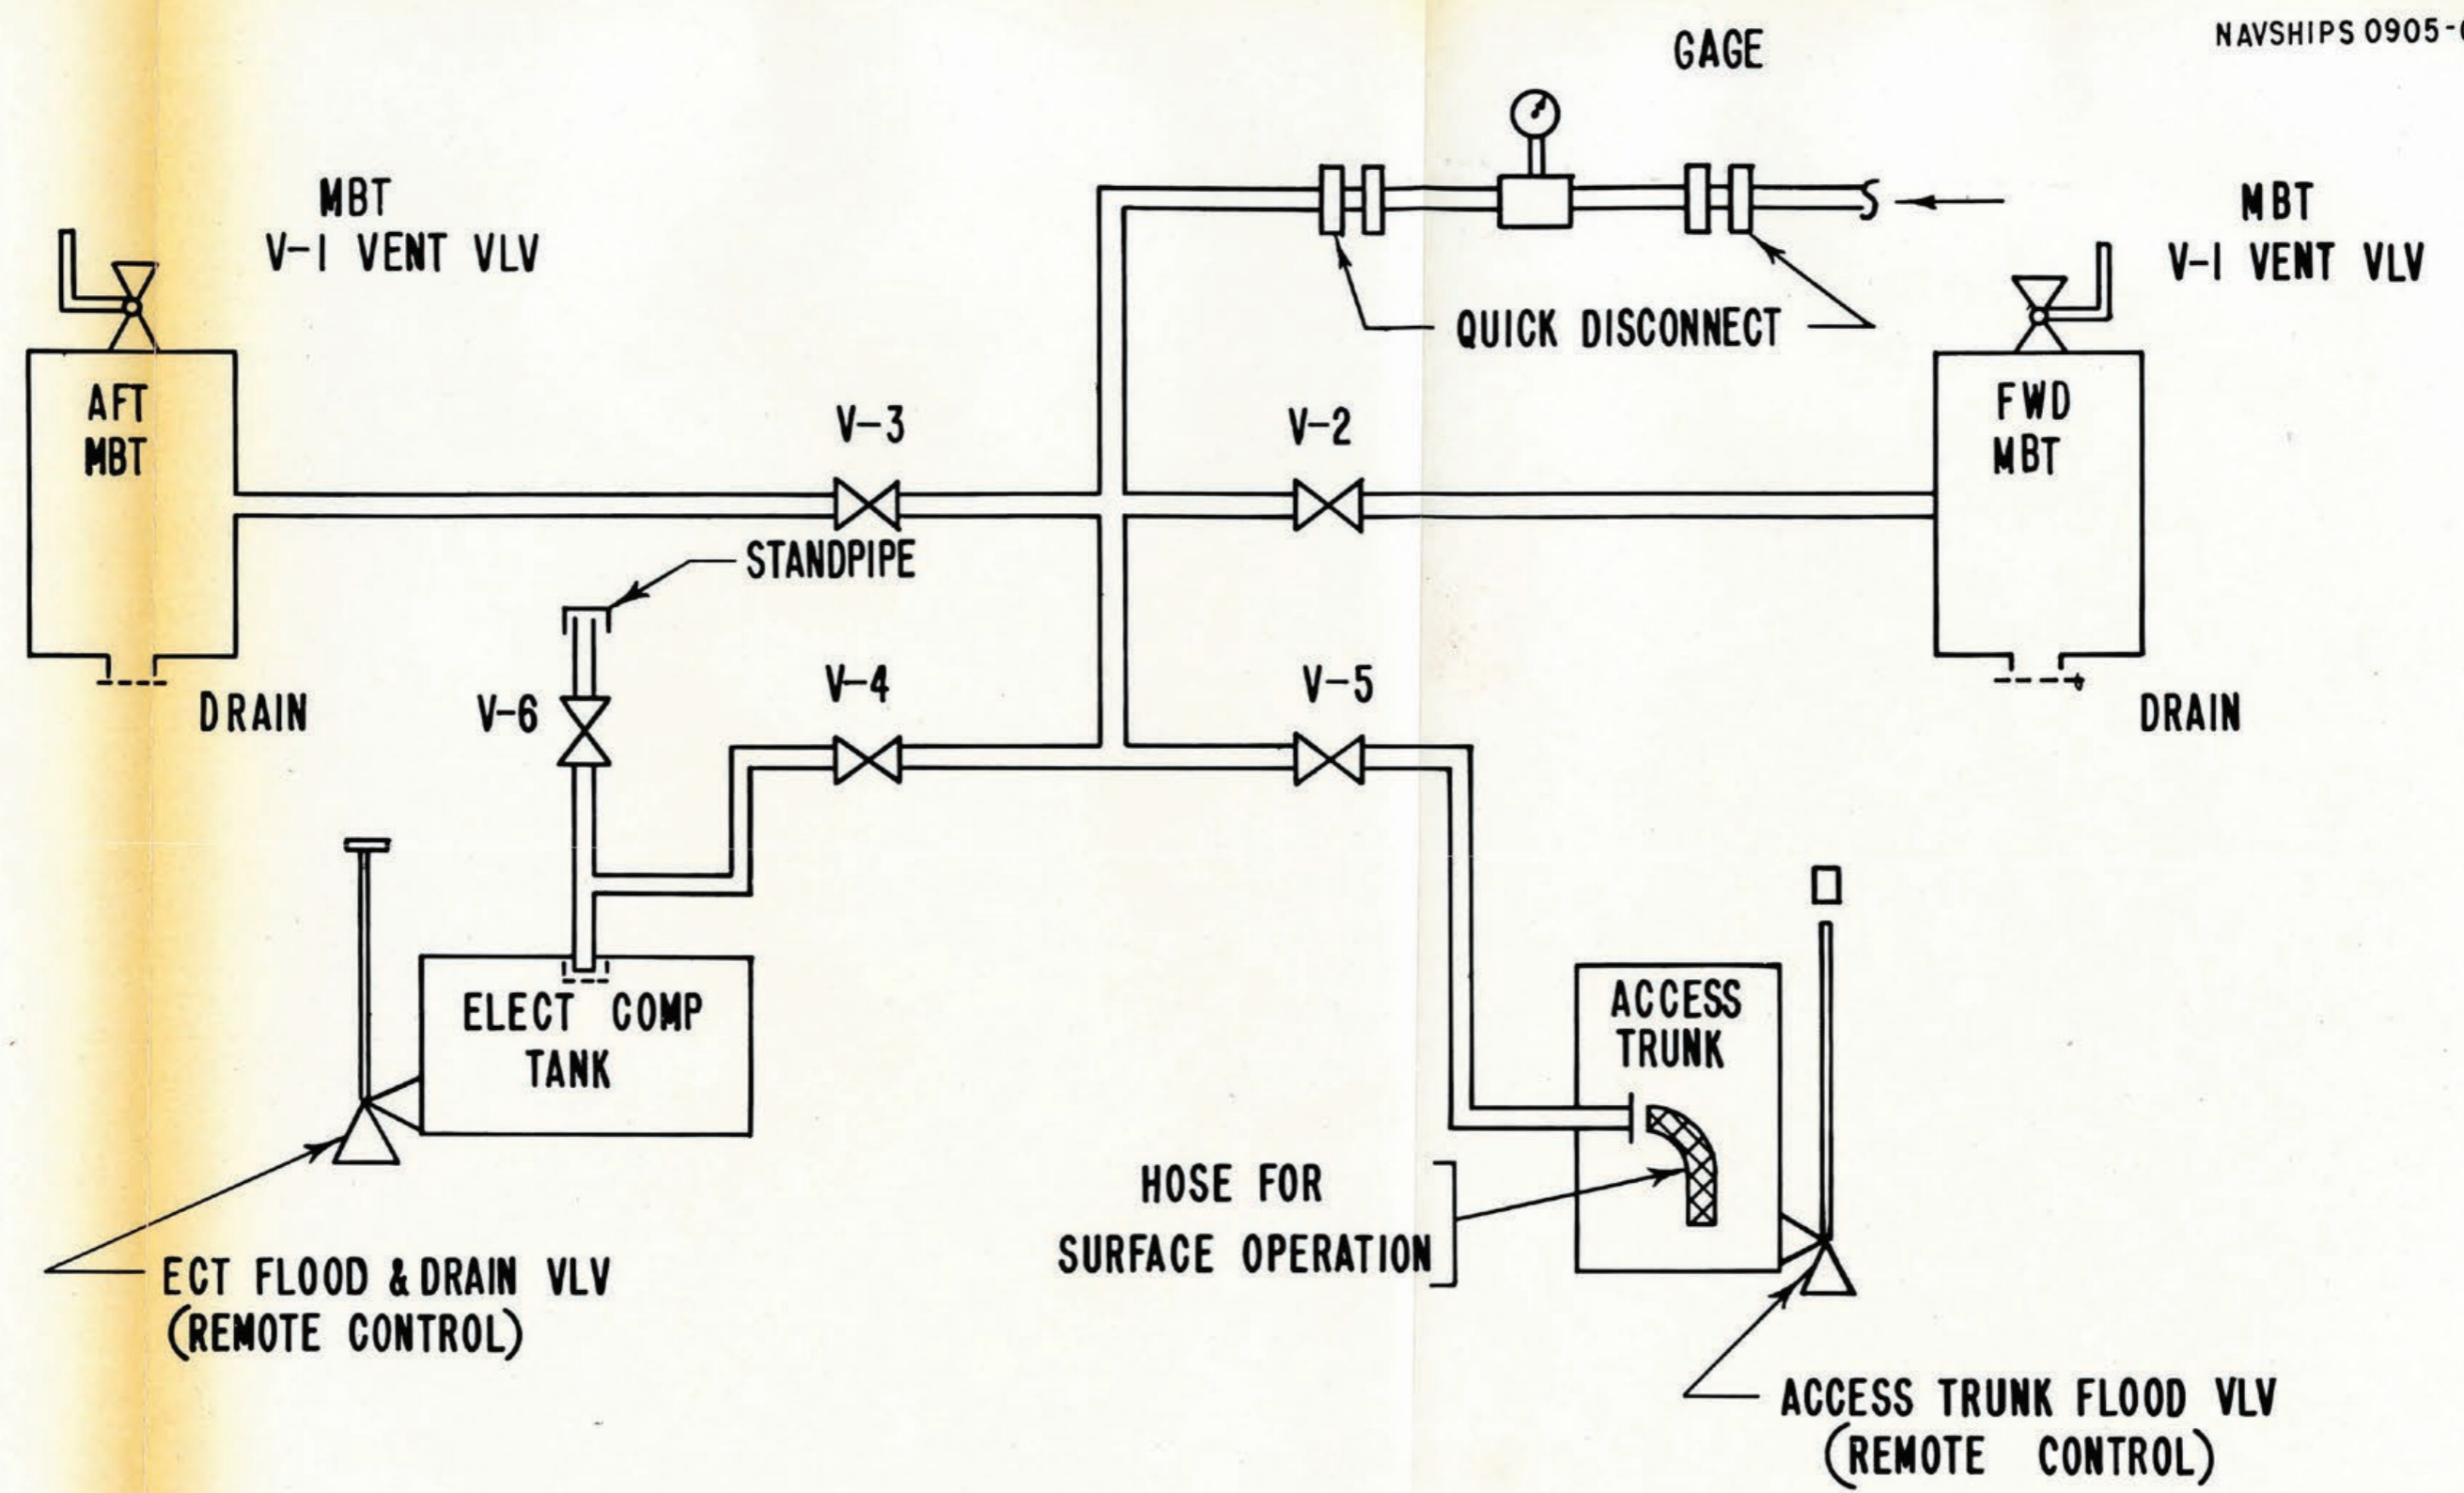 NAVSHIPS 0905-
GAGE
MBT
V-1 VENT VLV
MBT
V-1 VENT VLV
QUICK DISCONNECT
AFT
MBT
FWD
MBT
V-3
V-2
STANDPIPE
V-6
V-4
V-5
DRAIN
DRAIN
ELECT COMP
TANK
ACCESS
TRUNK
HOSE FOR
SURFACE OPERATION
ECT FLOOD & DRAIN VLV
(REMOTE CONTROL)
ACCESS TRUNK FLOOD VLV
(REMOTE CONTROL)